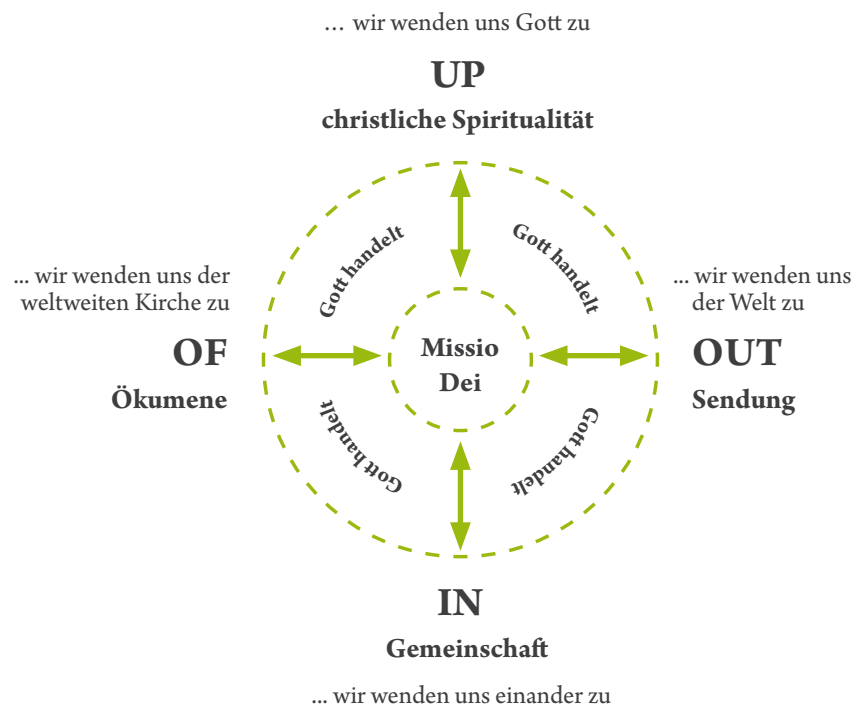 … wir wenden uns Gott zu
UP
christliche Spiritualität
Gott handelt
Gott handelt
... wir wenden uns der
weltweiten Kirche zu
OF
Ökumene
Missio
Dei
... wir wenden uns
der Welt zu
OUT
Sendung
Gott handelt
Gott handelt
IN
Gemeinschaft
... wir wenden uns einander zu